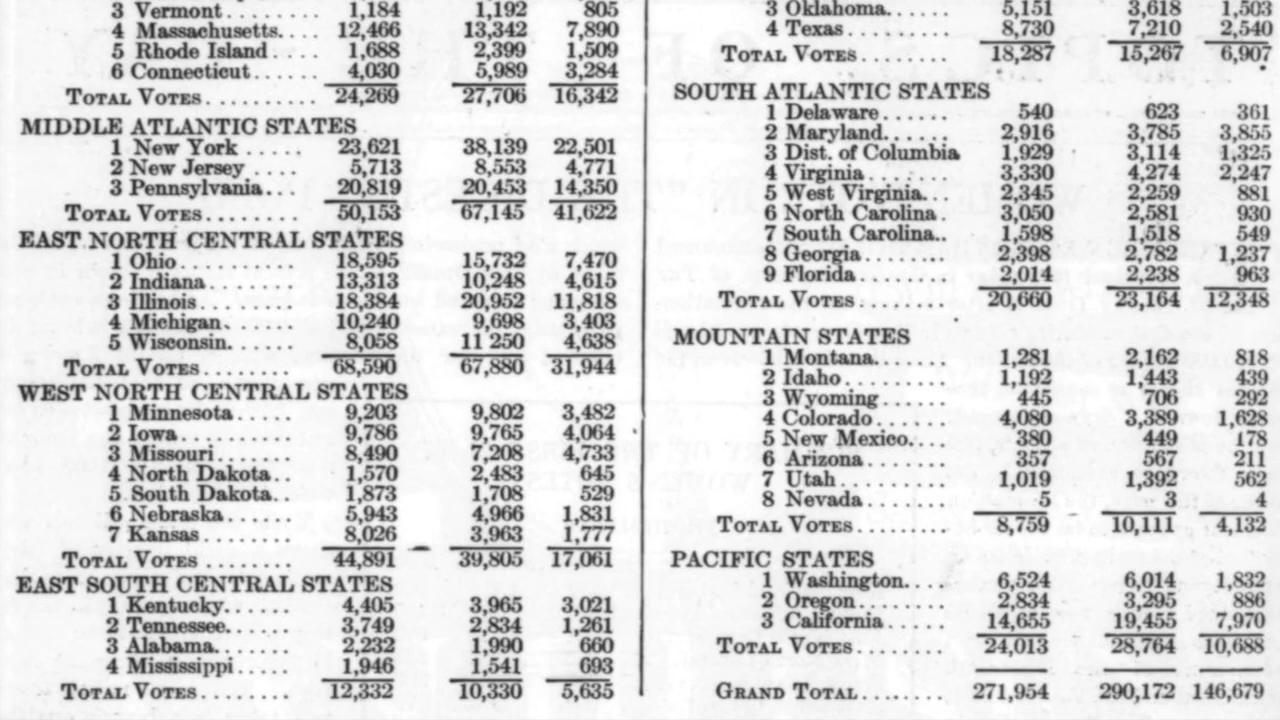 3 Vermont ......... 1,184 1,192 805
4 Massachusetts.... 12,466 13,342 7,890
5 Rhode Island..... 1,688 2,399 1,509
6 Connecticut ...... 4,030 5,989 3,284
TOTAL VOTES......... 24,269 27,706 16,342
MIDDLE ATLANTIC STATES
1 New York ...... 23,621 38,139 22,501
2 New Jersey ...... 5,713 8,553 4,771
3 Pennsylvania.... 20,819 20,453 14,350
TOTAL VOTES......... 50,153 67,145 41,622
EAST NORTH CENTRAL STATES
1 Ohio............. 18,595 15,732 7,470
2 Indiana.......... 13,313 10,248 4,615
3 Illinois........... 18,384 20,952 11,818
4 Michigan......... 10,240 9,698 3,403
5 Wisconsin........ 8,058 11 250 4,638
TOTAL VOTES......... 68,590 67,880 31,944
WEST NORTH CENTRAL STATES
1 Minnesota........ 9,203 9,802 3,482
2 Iowa............. 9,786 9,765 4,064
3 Missouri.......... 8,490 7,208 4,733
4 North Dakota.... 1,570 2,483 645
5 South Dakota.... 1,873 1,708 529
6 Nebraska......... 5,943 4,966 1,831
7 Kansas........... 8,026 3,963 1,777
TOTAL VOTES......... 44,891 39,805 17,061
EAST SOUTH CENTRAL STATES
1 Kentucky......... 4,405 3,965 3,021
2 Tennessee........ 3,749 2,834 1,261
3 Alabama.......... 2,232 1,990 660
4 Mississippi ....... 1,946 1,541 693
TOTAL VOTES......... 12,332 10,330 5,635
3 Oklahoma........ 5,151 3,618 1,503
4 Texas ............ 8,730 7,210 2,540
TOTAL VOTES......... 18,287 15,267 6,907
SOUTH ATLANTIC STATES
1 Delaware ........ 540 623 361
2 Maryland........ 2,916 3,785 3,855
3 Dist. of Columbia 1,929 3,114 1,325
4 Virginia.......... 3,330 4,274 2,247
5 West Virginia.... 2,345 2,259 881
6 North Carolina.. 3,050 2,581 930
7 South Carolina.. 1,598 1,518 549
8 Georgia.......... 2,398 2,782 1,237
9 Florida........... 2,014 2,238 963
TOTAL VOTES......... 20,660 23,164 12,348
MOUNTAIN STATES
1 Montana......... 1,281 2,162 818
2 Idaho ............ 1,192 1,443 439
3 Wyoming......... 445 706 292
4 Colorado......... 4,080 3,389 1,628
5 New Mexico..... 380 449 178
6 Arizona.......... 357 567 211
7 Utah............. 1,019 1,392 562
8 Nevada.......... 5 3 4
TOTAL VOTES......... 8,759 10,111 4,132
PACIFIC STATES
1 Washington...... 6,524 6,014 1,832
2 Oregon........... 2,834 3,295 886
3 California........ 14,655 19,455 7,970
TOTAL VOTES......... 24,013 28,764 10,688
GRAND TOTAL......... 271,954 290,172 146,679